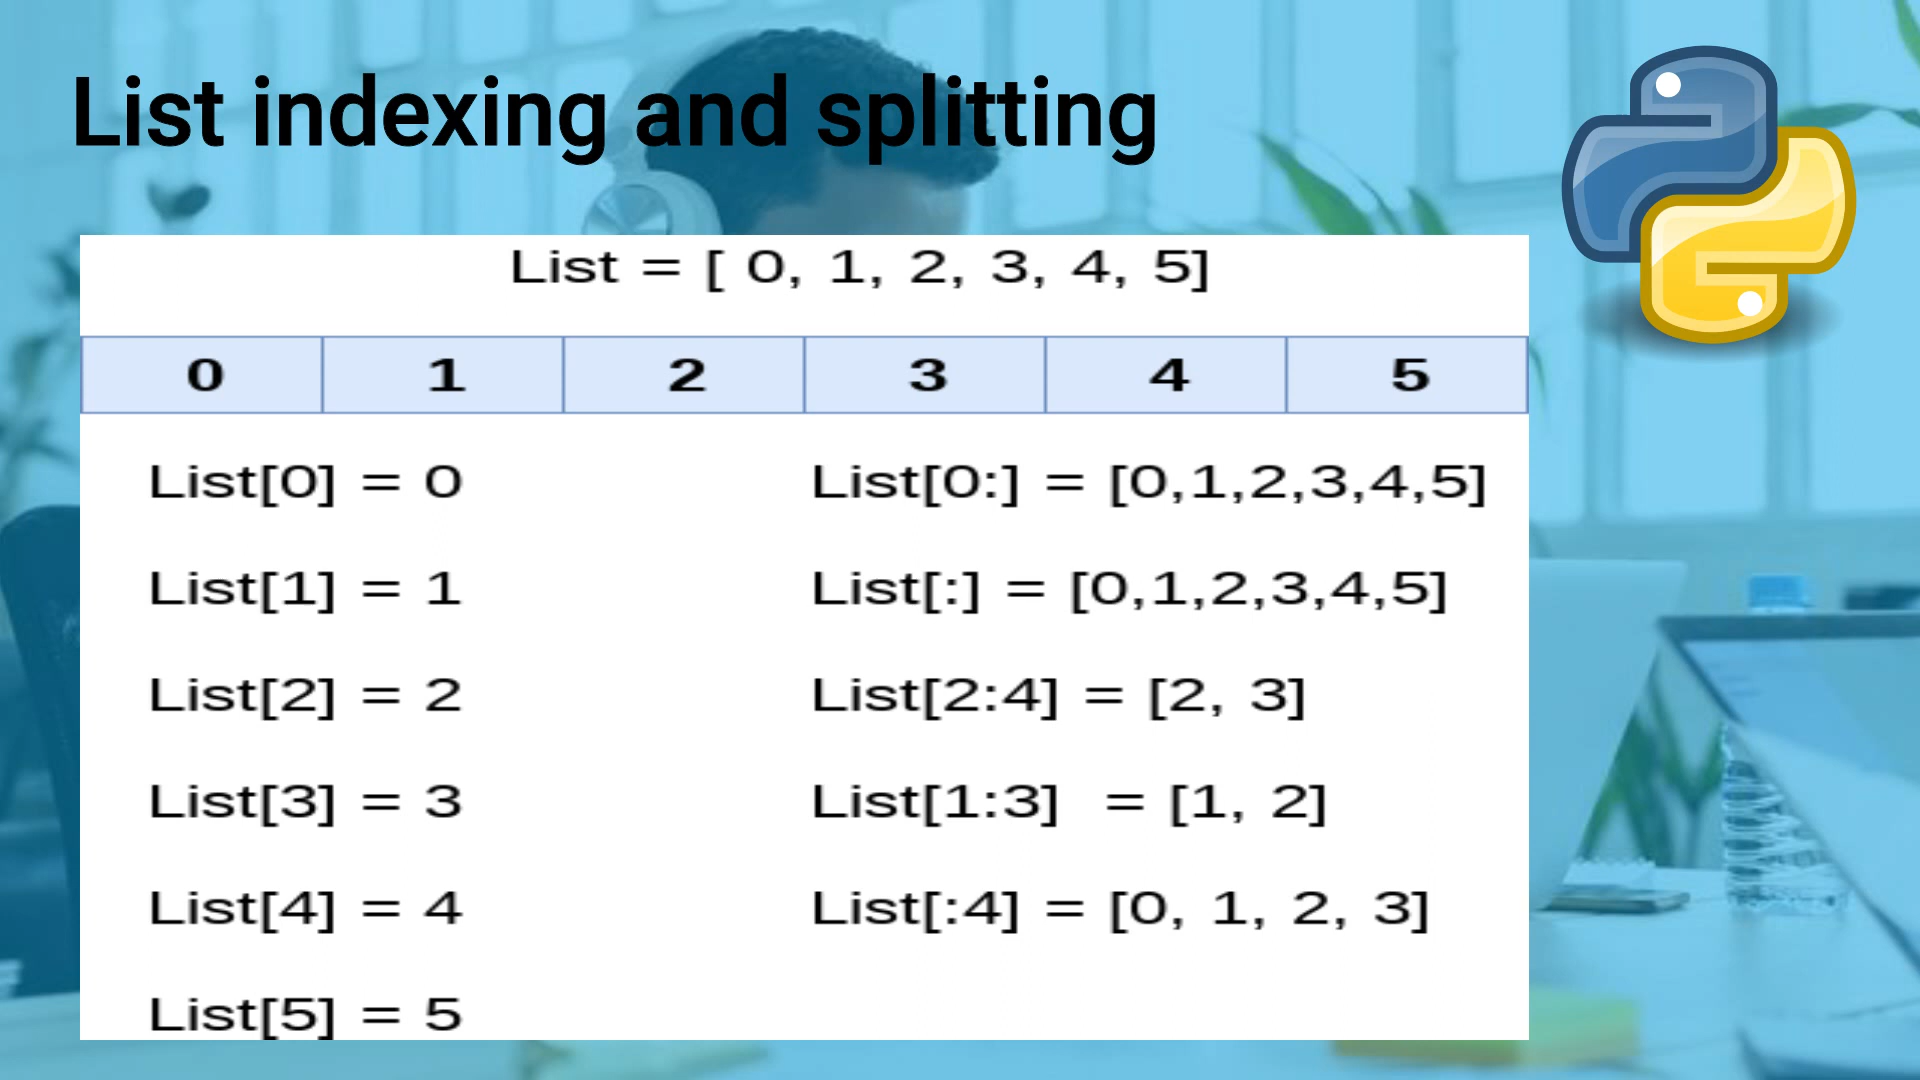 List indexing and splitting
List = [ 0, 1, 2, 3, 4, 5]
0 1 2 3 4 5
List[0] = 0
List[1] = 1
List[2] = 2
List[3] = 3
List[4] = 4
List[5] = 5
List[0:] = [0,1,2,3,4,5]
List[:] = [0,1,2,3,4,5]
List[2:4] = [2, 3]
List[1:3] = [1, 2]
List[:4] = [0, 1, 2, 3]